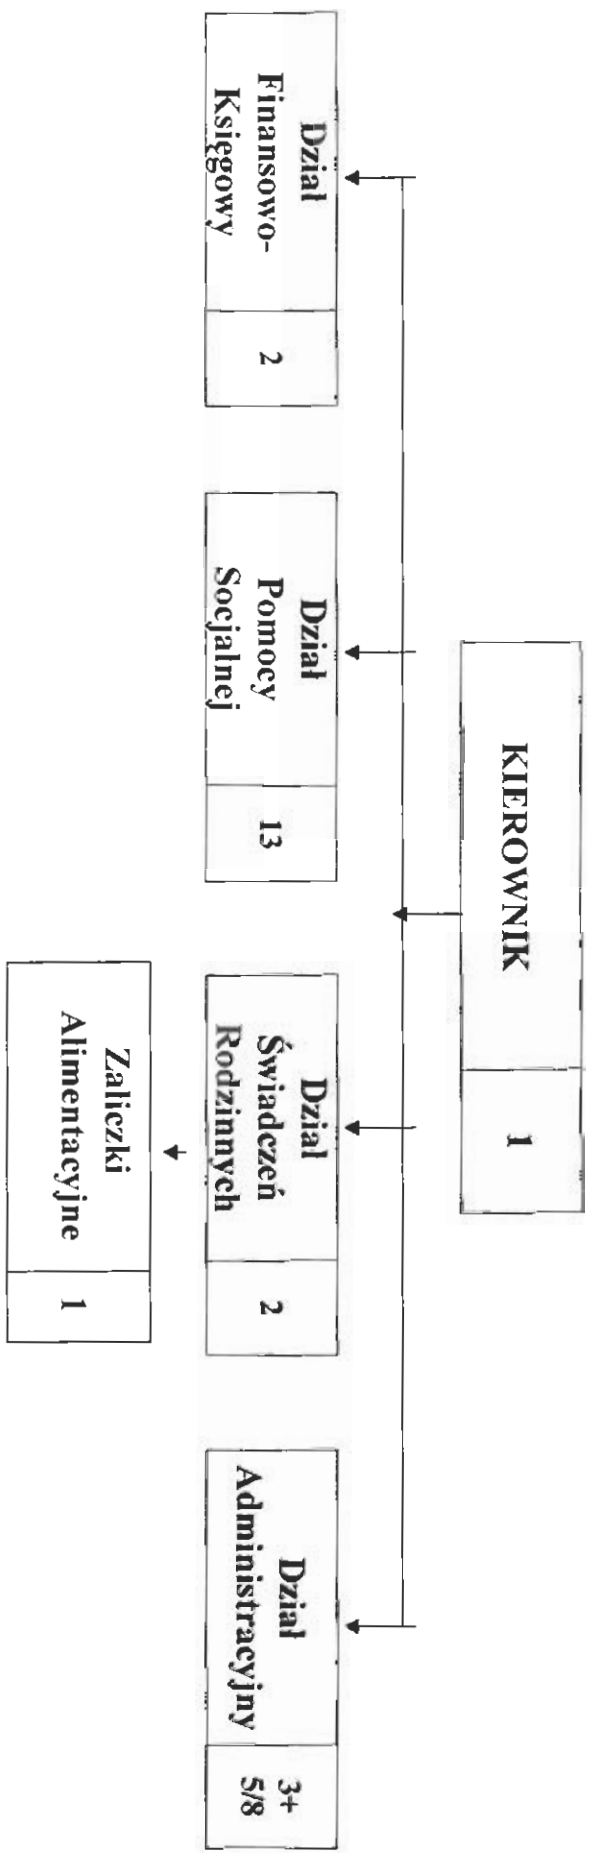 KIEROWNIK
1
Dział
Finansowo-
Księgowy
2
Dział
Pomocy
Socjalnej
13
Dział
Świadczeń
Rodzinnych
2
Dział
Administracyjny
3+
5/8
Zaliczki
Alimentacyjne
1